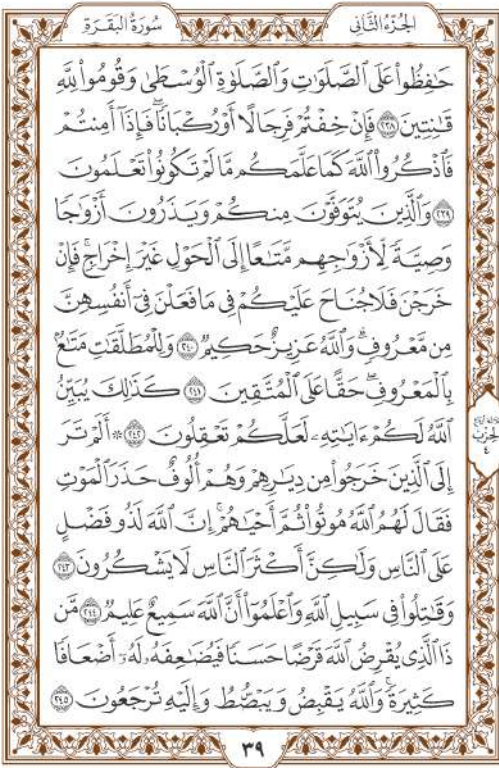 الجزء الثاني
سورة البقرة
حَٰفِظُوا۟ عَلَى ٱلصَّلَوَٰتِ وَٱلصَّلَوٰةِ ٱلْوُسْطَىٰ وَقُومُوا۟ لِلَّهِ
قَٰنِتِينَ ٢٣٨ فَإِنْ خِفْتُمْ فَرِجَالًا أَوْ رُكْبَانًا ۖ فَإِذَآ أَمِنتُمْ
فَٱذْكُرُوا۟ ٱللَّهَ كَمَا عَلَّمَكُم مَّا لَمْ تَكُونُوا۟ تَعْلَمُونَ
٢٣٩ وَٱلَّذِينَ يُتَوَفَّوْنَ مِنكُمْ وَيَذَرُونَ أَزْوَٰجًا
وَصِيَّةً لِّأَزْوَٰجِهِم مَّتَٰعًا إِلَى ٱلْحَوْلِ غَيْرَ إِخْرَاجٍ ۚ فَإِنْ
خَرَجْنَ فَلَا جُنَاحَ عَلَيْكُمْ فِى مَا فَعَلْنَ فِىٓ أَنفُسِهِنَّ
مِن مَّعْرُوفٍ ۗ وَٱللَّهُ عَزِيزٌ حَكِيمٌ ٢٤٠ وَلِلْمُطَلَّقَٰتِ مَتَٰعٌۢ
بِٱلْمَعْرُوفِ ۖ حَقًّا عَلَى ٱلْمُتَّقِينَ ٢٤١ كَذَٰلِكَ يُبَيِّنُ
ٱللَّهُ لَكُمْ ءَايَٰتِهِۦ لَعَلَّكُمْ تَعْقِلُونَ ٢٤٢ ۞ أَلَمْ تَرَ
إِلَى ٱلَّذِينَ خَرَجُوا۟ مِن دِيَٰرِهِمْ وَهُمْ أُلُوفٌ حَذَرَ ٱلْمَوْتِ
فَقَالَ لَهُمُ ٱللَّهُ مُوتُوا۟ ثُمَّ أَحْيَٰهُمْ ۚ إِنَّ ٱللَّهَ لَذُو فَضْلٍ
عَلَى ٱلنَّاسِ وَلَٰكِنَّ أَكْثَرَ ٱلنَّاسِ لَا يَشْكُرُونَ ٢٤٣
وَقَٰتِلُوا۟ فِى سَبِيلِ ٱللَّهِ وَٱعْلَمُوٓا۟ أَنَّ ٱللَّهَ سَمِيعٌ عَلِيمٌ ٢٤٤ مَّن
ذَا ٱلَّذِى يُقْرِضُ ٱللَّهَ قَرْضًا حَسَنًا فَيُضَٰعِفَهُۥ لَهُۥٓ أَضْعَافًا
كَثِيرَةً ۚ وَٱللَّهُ يَقْبِضُ وَيَبْصُۜطُ وَإِلَيْهِ تُرْجَعُونَ ٢٤٥
الحزب
٤
٣٩